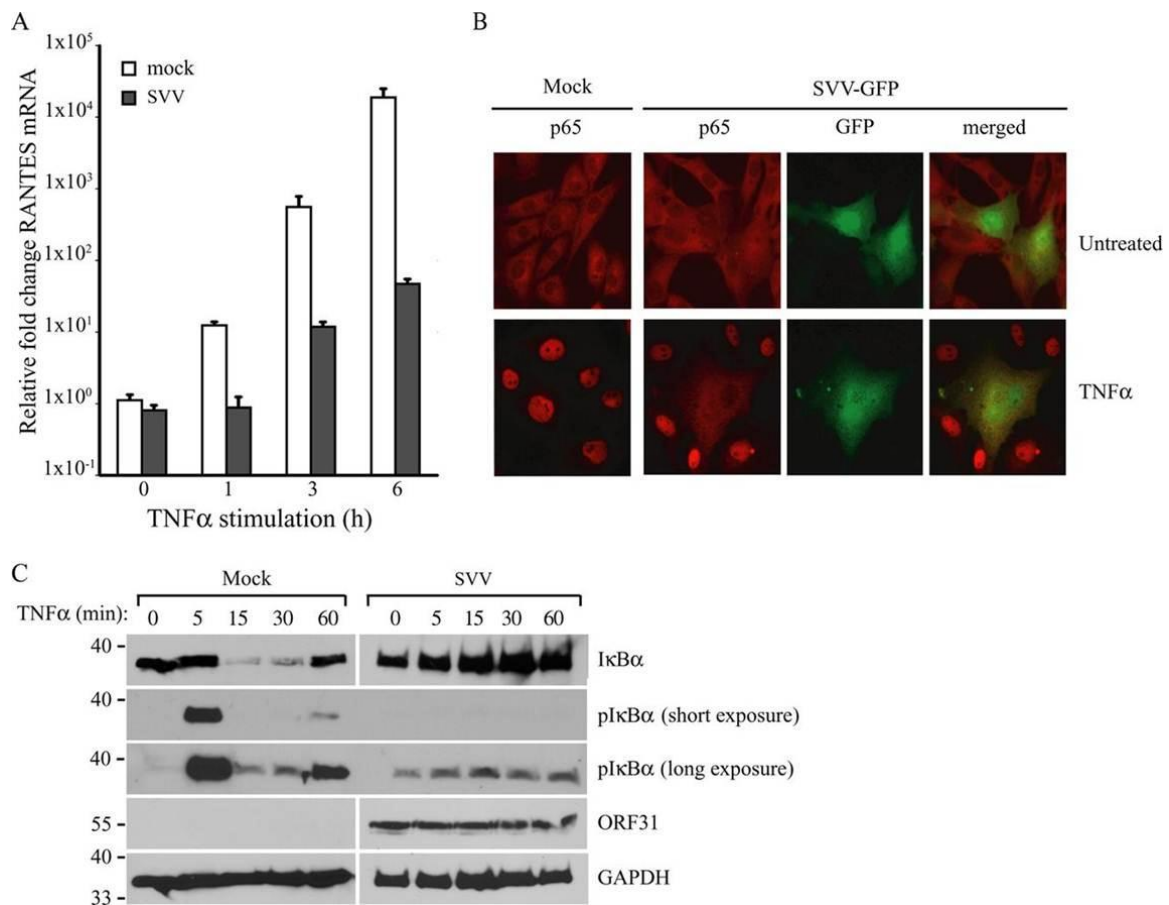 A
Relative fold change RANTES mRNA
1x10⁵
1x10⁴
1x10³
1x10²
1x10¹
1x10⁰
1x10⁻¹
mock
SVV
0 1 3 6
TNFα stimulation (h)
B
Mock SVV-GFP
p65 p65 GFP merged
Untreated
TNFα
C
Mock SVV
TNFα (min): 0 5 15 30 60 0 5 15 30 60
40 IκBα
40 pIκBα (short exposure)
40 pIκBα (long exposure)
55 ORF31
40 GAPDH
33